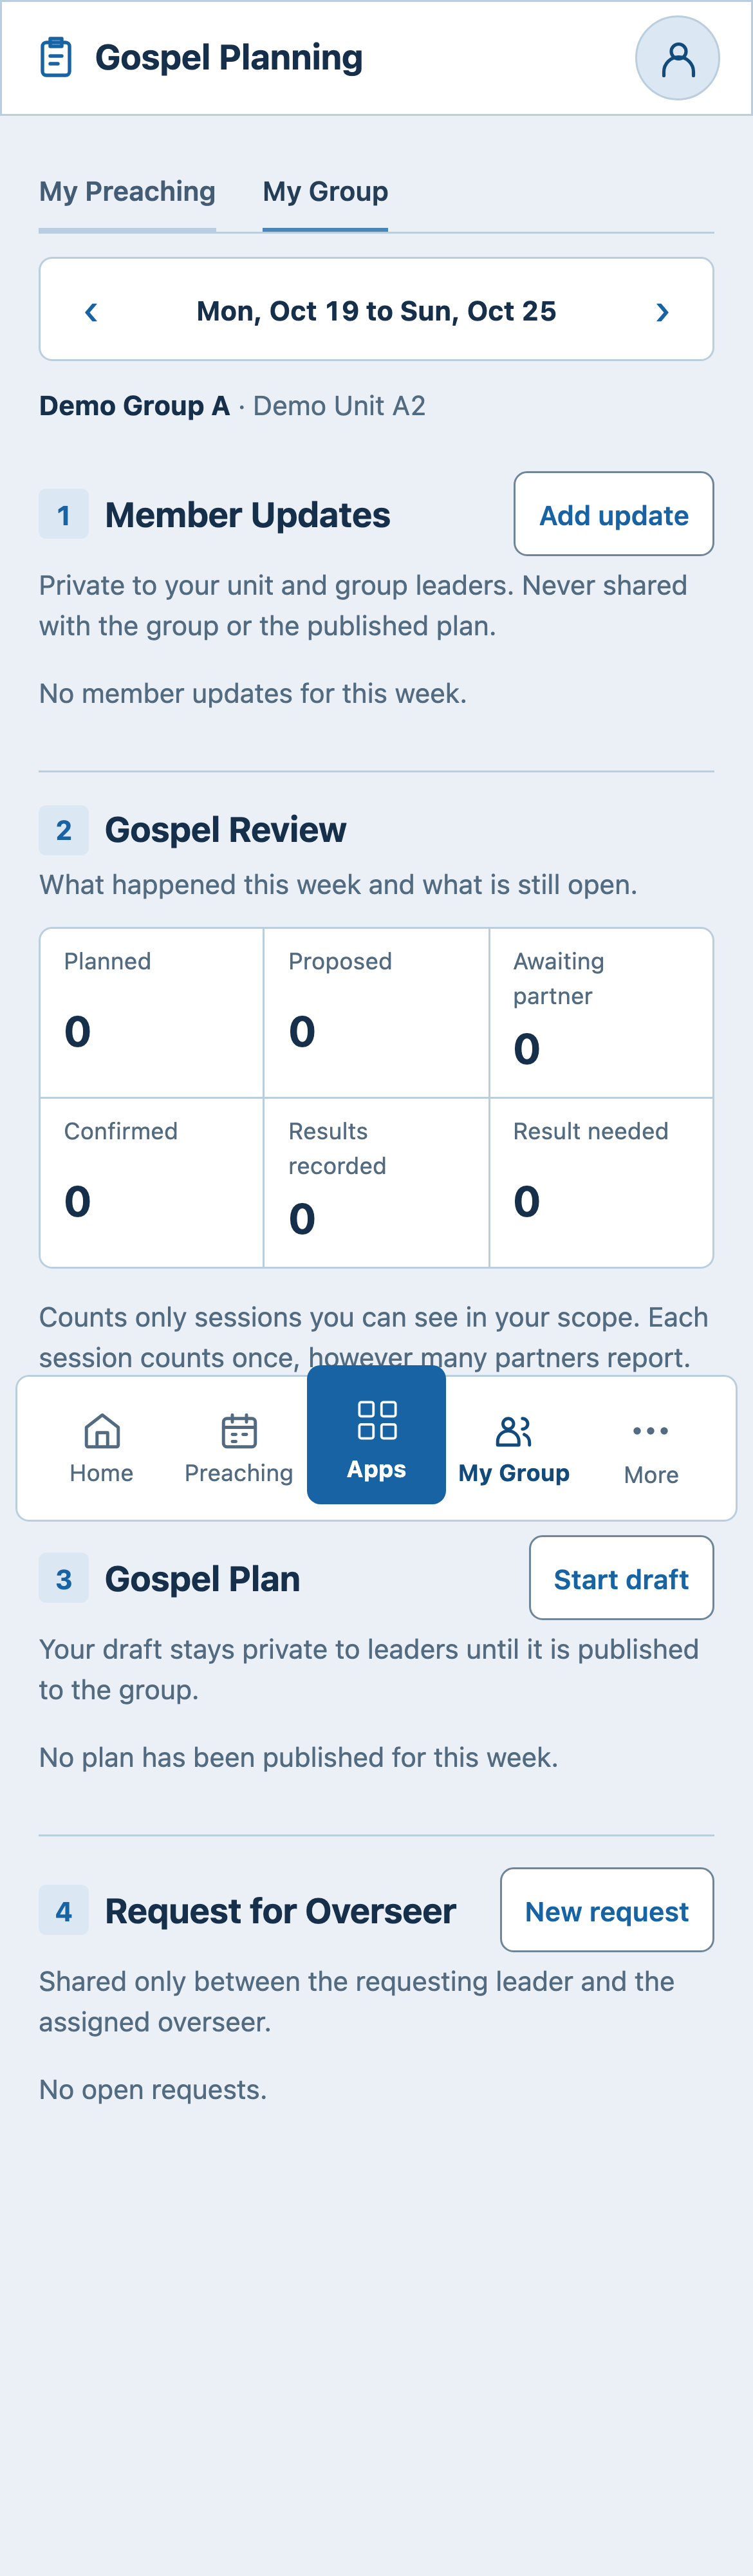 Gospel Planning
My Preaching
My Group
‹
Mon, Oct 19 to Sun, Oct 25
›
Demo Group A · Demo Unit A2
1
Member Updates
Add update
Private to your unit and group leaders. Never shared
with the group or the published plan.
No member updates for this week.
2
Gospel Review
What happened this week and what is still open.
Planned
0
Proposed
0
Awaiting
partner
0
Confirmed
0
Results
recorded
0
Result needed
0
Counts only sessions you can see in your scope. Each
session counts once, however many partners report.
Home
Preaching
Apps
My Group
More
3
Gospel Plan
Start draft
Your draft stays private to leaders until it is published
to the group.
No plan has been published for this week.
4
Request for Overseer
New request
Shared only between the requesting leader and the
assigned overseer.
No open requests.